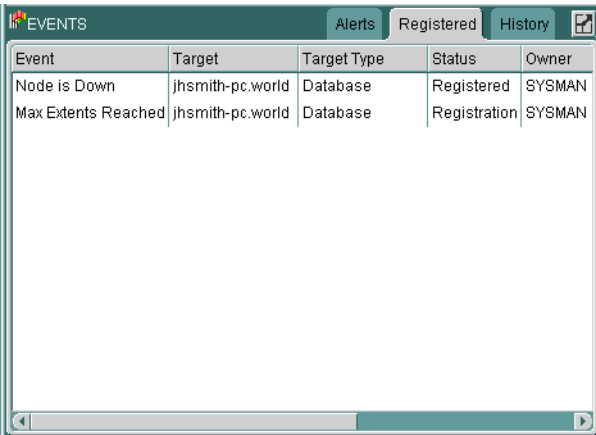 EVENTS Alerts Registered History
Event Target Target Type Status Owner
Node is Down jhsmith-pc.world Database Registered SYSMAN
Max Extents Reached jhsmith-pc.world Database Registration SYSMAN